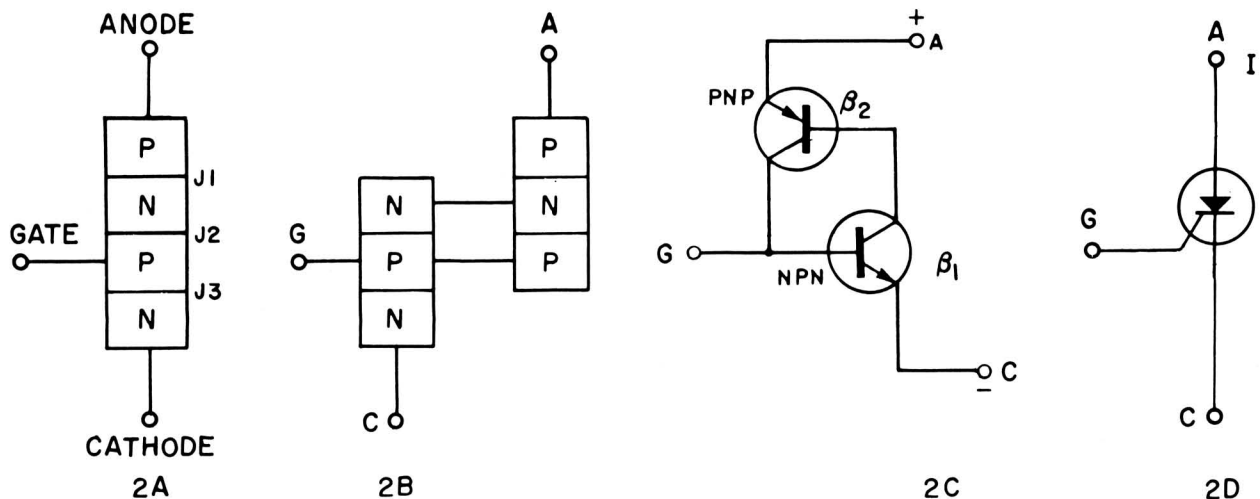 ANODE
P
J1
N
J2
GATE
P
J3
N
CATHODE
2A
A
P
N
N
G
P
P
N
C
2B
+
A
PNP
β2
G
NPN
β1
C
−
2C
A
I
G
C
2D